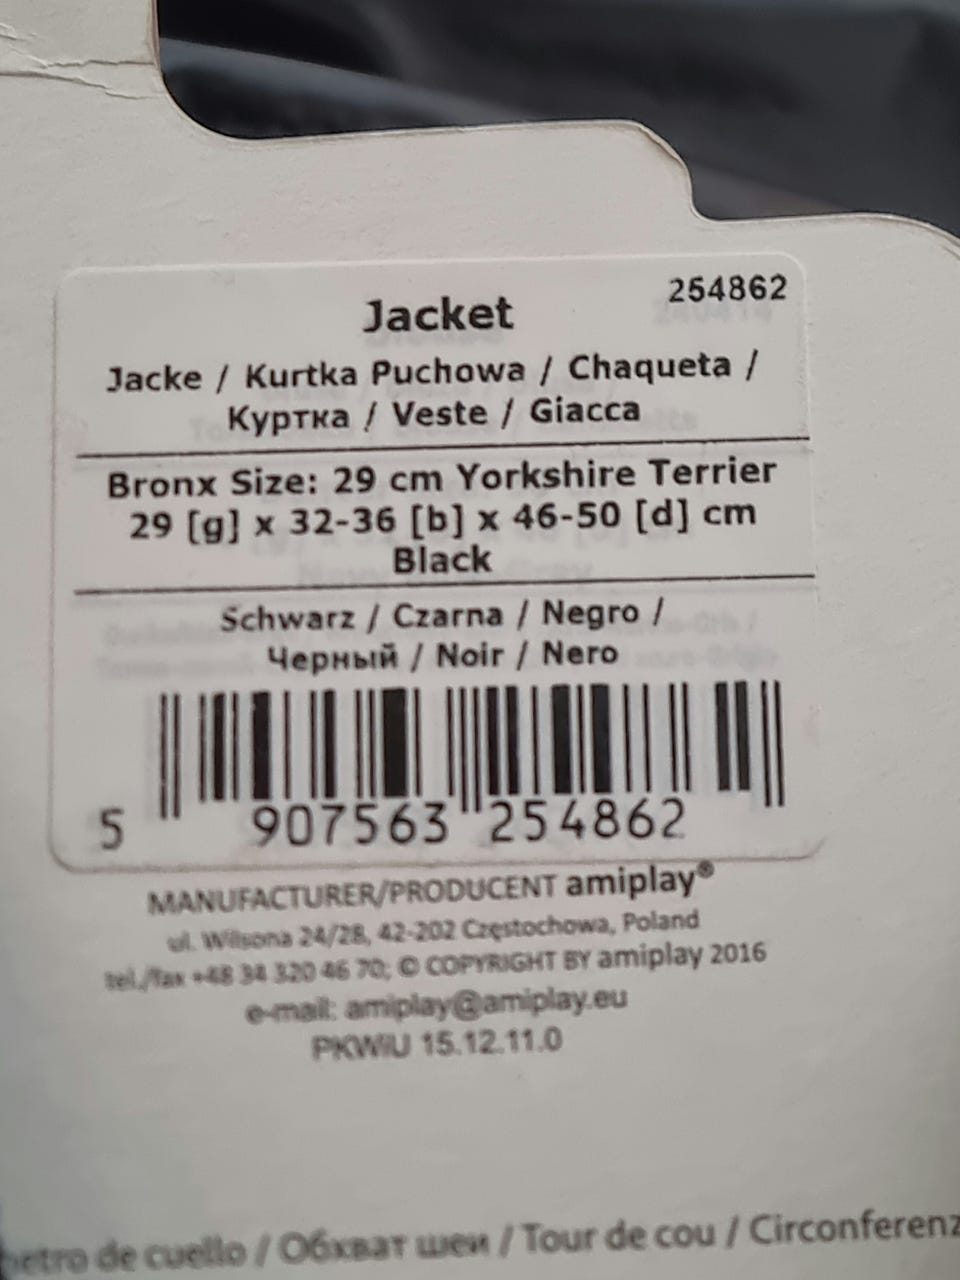 254862
Jacket
Jacke / Kurtka Puchowa / Chaqueta /
Куртка / Veste / Giacca
Bronx Size: 29 cm Yorkshire Terrier
29 [g] x 32-36 [b] x 46-50 [d] cm
Black
Schwarz / Czarna / Negro /
Черный / Noir / Nero
5 907563 254862
MANUFACTURER/PRODUCENT amiplay®
ul. Wilsona 24/28, 42-202 Częstochowa, Poland
tel./fax +48 34 320 46 70; © COPYRIGHT BY amiplay 2016
e-mail: amiplay@amiplay.eu
PKWiU 15.12.11.0
de cuello / Обхват шеи / Tour de cou /